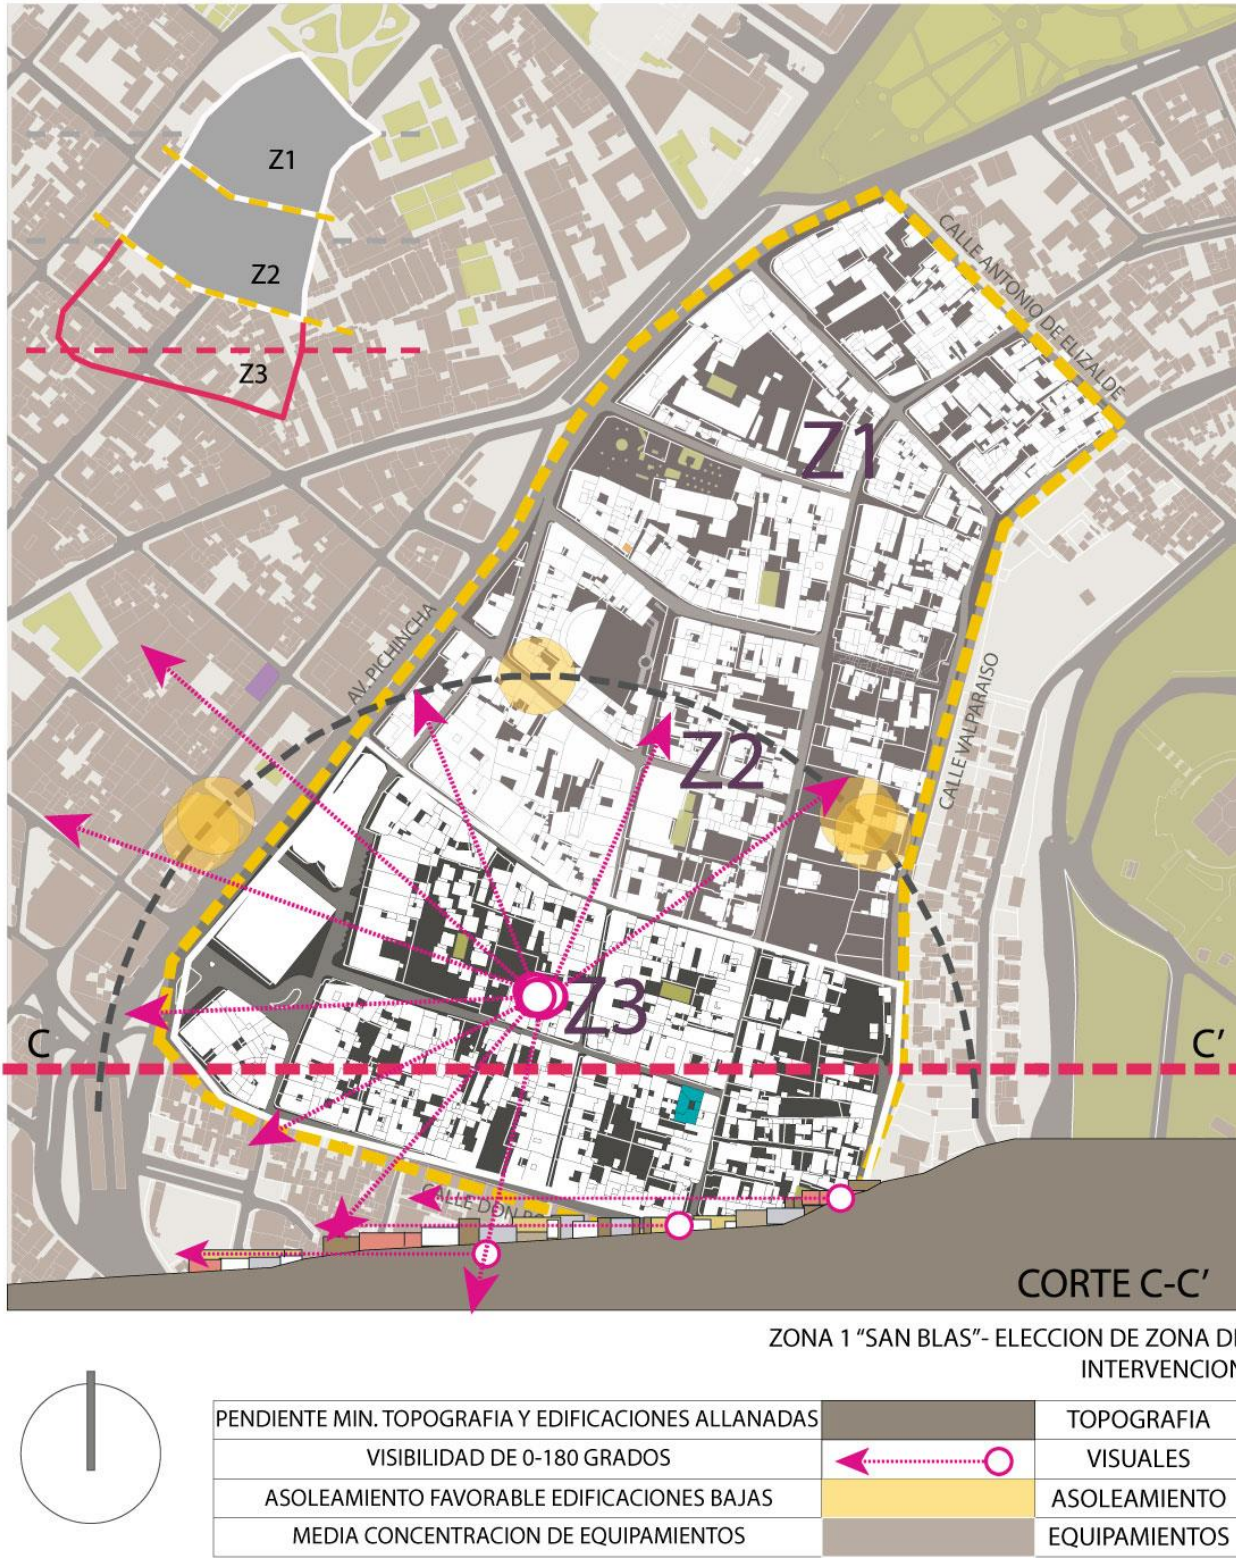 Z1
Z2
Z3
CALLE ANTONIO DE ELIZALDE
Z1
AV. PICHINCHA
CALLE VALPARAISO
Z2
Z3
C
C'
CALLE DON
CORTE C-C'
ZONA 1 "SAN BLAS"- ELECCION DE ZONA DE
INTERVENCION
PENDIENTE MIN. TOPOGRAFIA Y EDIFICACIONES ALLANADAS TOPOGRAFIA
VISIBILIDAD DE 0-180 GRADOS VISUALES
ASOLEAMIENTO FAVORABLE EDIFICACIONES BAJAS ASOLEAMIENTO
MEDIA CONCENTRACION DE EQUIPAMIENTOS EQUIPAMIENTOS